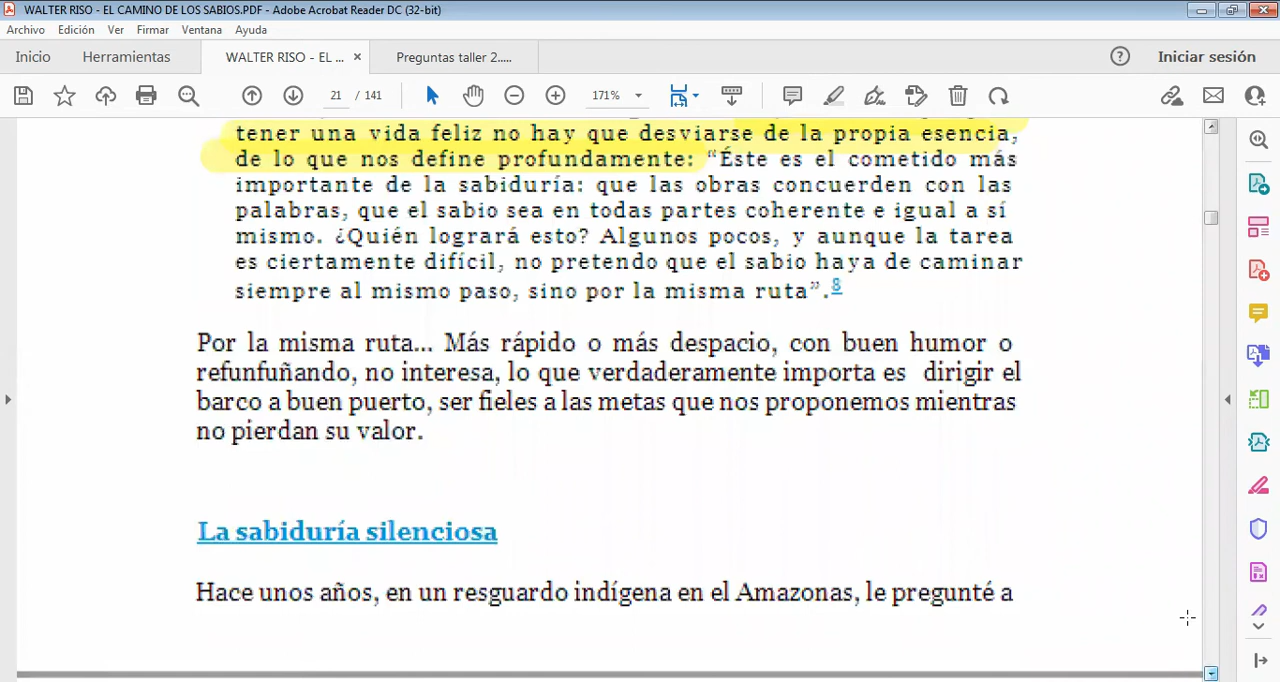 WALTER RISO - EL CAMINO DE LOS SABIOS.PDF - Adobe Acrobat Reader DC (32-bit)
Archivo Edición Ver Firmar Ventana Ayuda
Inicio Herramientas WALTER RISO - EL ... × Preguntas taller 2..... Iniciar sesión
21 / 141 171%
tener una vida feliz no hay que desviarse de la propia esencia,
de lo que nos define profundamente: “Éste es el cometido más
importante de la sabiduría: que las obras concuerden con las
palabras, que el sabio sea en todas partes coherente e igual a sí
mismo. ¿Quién logrará esto? Algunos pocos, y aunque la tarea
es ciertamente difícil, no pretendo que el sabio haya de caminar
siempre al mismo paso, sino por la misma ruta”.8
Por la misma ruta... Más rápido o más despacio, con buen humor o
refunfuñando, no interesa, lo que verdaderamente importa es dirigir el
barco a buen puerto, ser fieles a las metas que nos proponemos mientras
no pierdan su valor.
La sabiduría silenciosa
Hace unos años, en un resguardo indígena en el Amazonas, le pregunté a